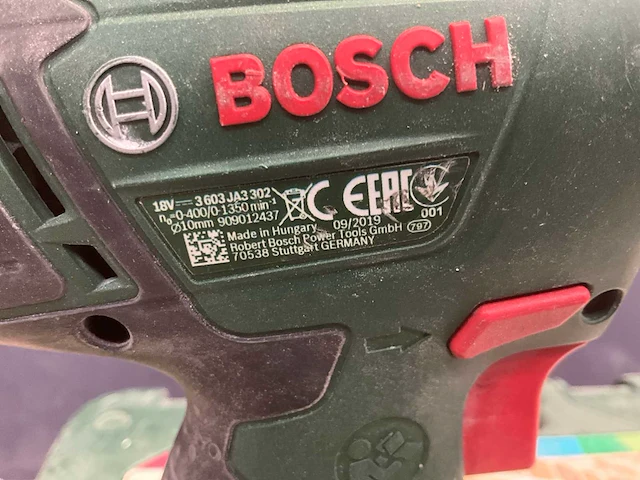 BOSCH
18V 3 603 JA3 302
n₀=0-400/0-1350 min⁻¹
Ø10mm 909012437
CE EAC
001
Made in Hungary 09/2019
Robert Bosch Power Tools GmbH 797
70538 Stuttgart GERMANY